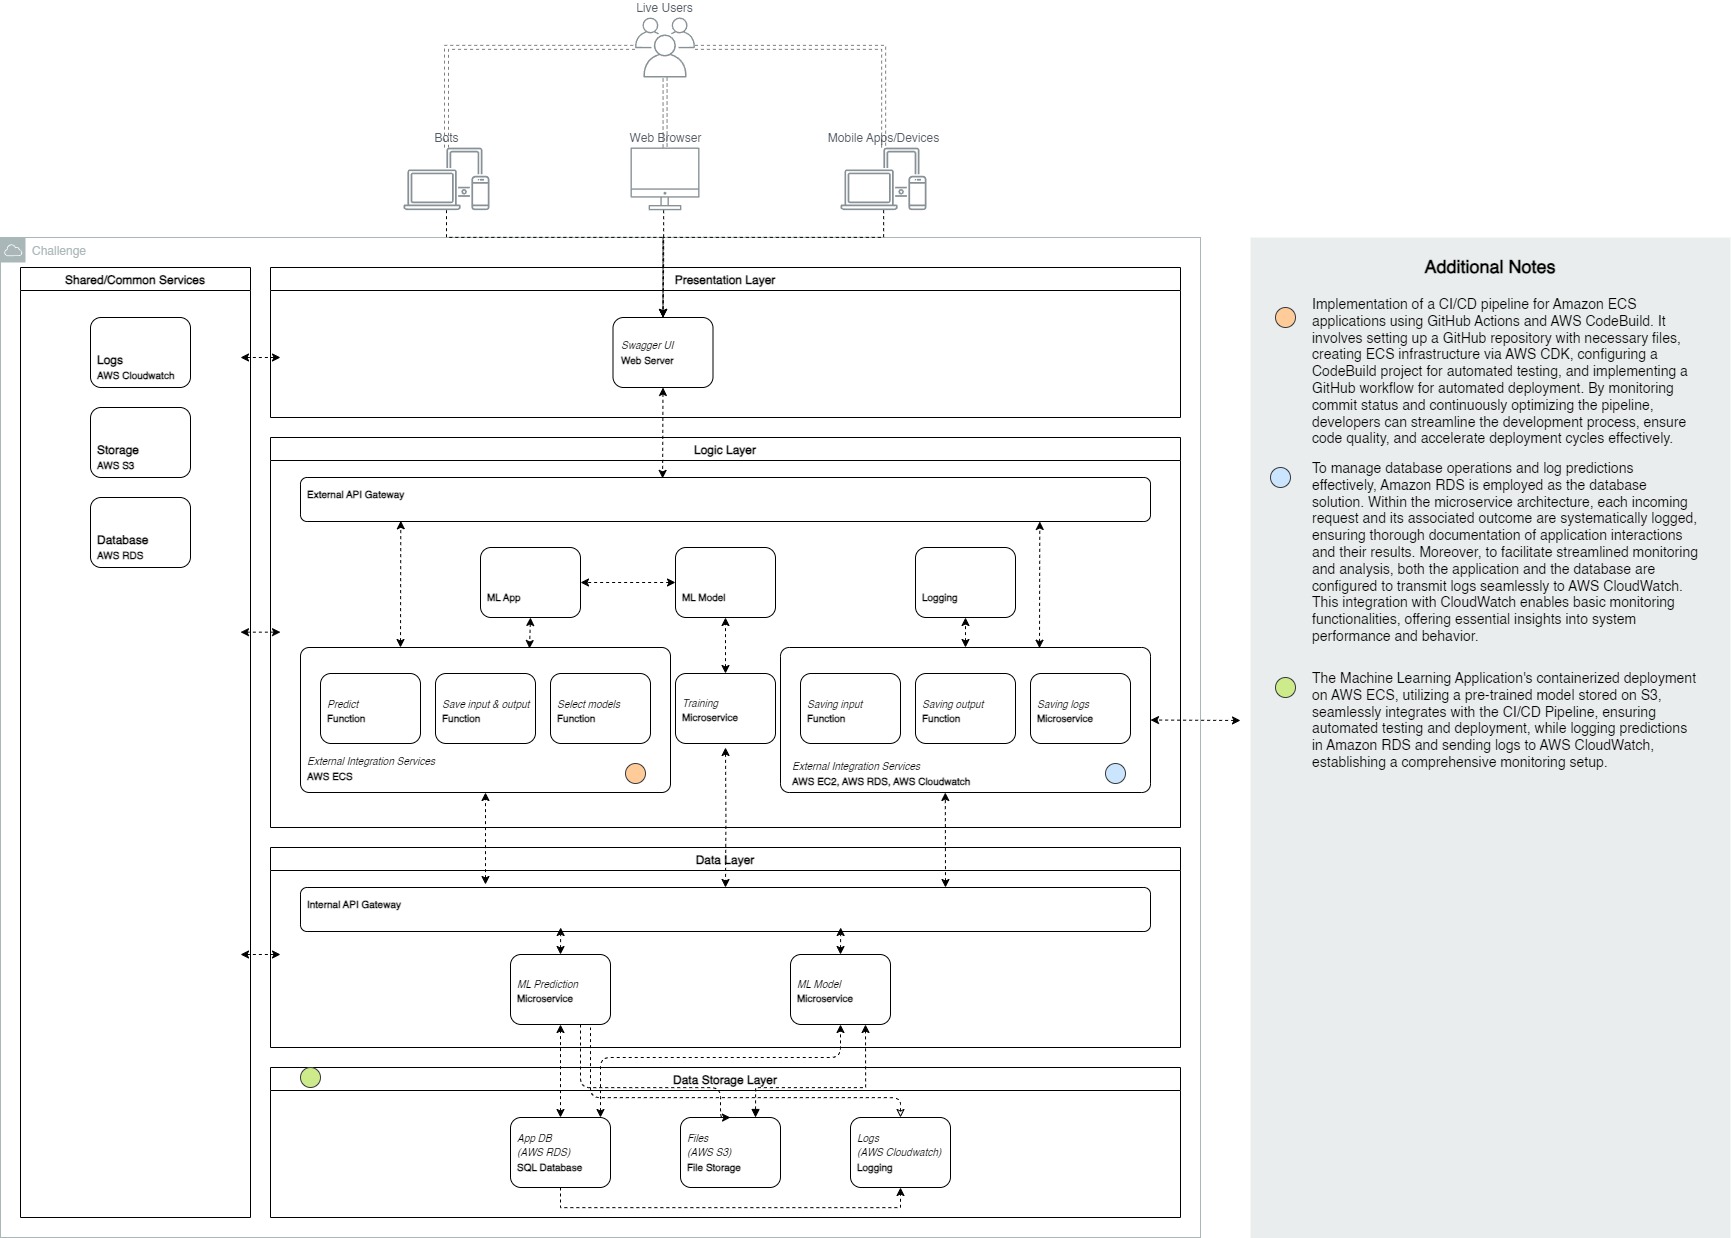 Live Users
Bots
Web Browser
Mobile Apps/Devices
Challenge
Shared/Common Services
Logs
AWS Cloudwatch
Storage
AWS S3
Database
AWS RDS
Presentation Layer
Swagger UI
Web Server
Logic Layer
External API Gateway
ML App
ML Model
Logging
Predict
Function
Save input & output
Function
Select models
Function
External Integration Services
AWS ECS
Training
Microservice
Saving input
Function
Saving output
Function
Saving logs
Microservice
External Integration Services
AWS EC2, AWS RDS, AWS Cloudwatch
Data Layer
Internal API Gateway
ML Prediction
Microservice
ML Model
Microservice
Data Storage Layer
App DB
(AWS RDS)
SQL Database
Files
(AWS S3)
File Storage
Logs
(AWS Cloudwatch)
Logging
Additional Notes
Implementation of a CI/CD pipeline for Amazon ECS
applications using GitHub Actions and AWS CodeBuild. It
involves setting up a GitHub repository with necessary files,
creating ECS infrastructure via AWS CDK, configuring a
CodeBuild project for automated testing, and implementing a
GitHub workflow for automated deployment. By monitoring
commit status and continuously optimizing the pipeline,
developers can streamline the development process, ensure
code quality, and accelerate deployment cycles effectively.
To manage database operations and log predictions
effectively, Amazon RDS is employed as the database
solution. Within the microservice architecture, each incoming
request and its associated outcome are systematically logged,
ensuring thorough documentation of application interactions
and their results. Moreover, to facilitate streamlined monitoring
and analysis, both the application and the database are
configured to transmit logs seamlessly to AWS CloudWatch.
This integration with CloudWatch enables basic monitoring
functionalities, offering essential insights into system
performance and behavior.
The Machine Learning Application's containerized deployment
on AWS ECS, utilizing a pre-trained model stored on S3,
seamlessly integrates with the CI/CD Pipeline, ensuring
automated testing and deployment, while logging predictions
in Amazon RDS and sending logs to AWS CloudWatch,
establishing a comprehensive monitoring setup.